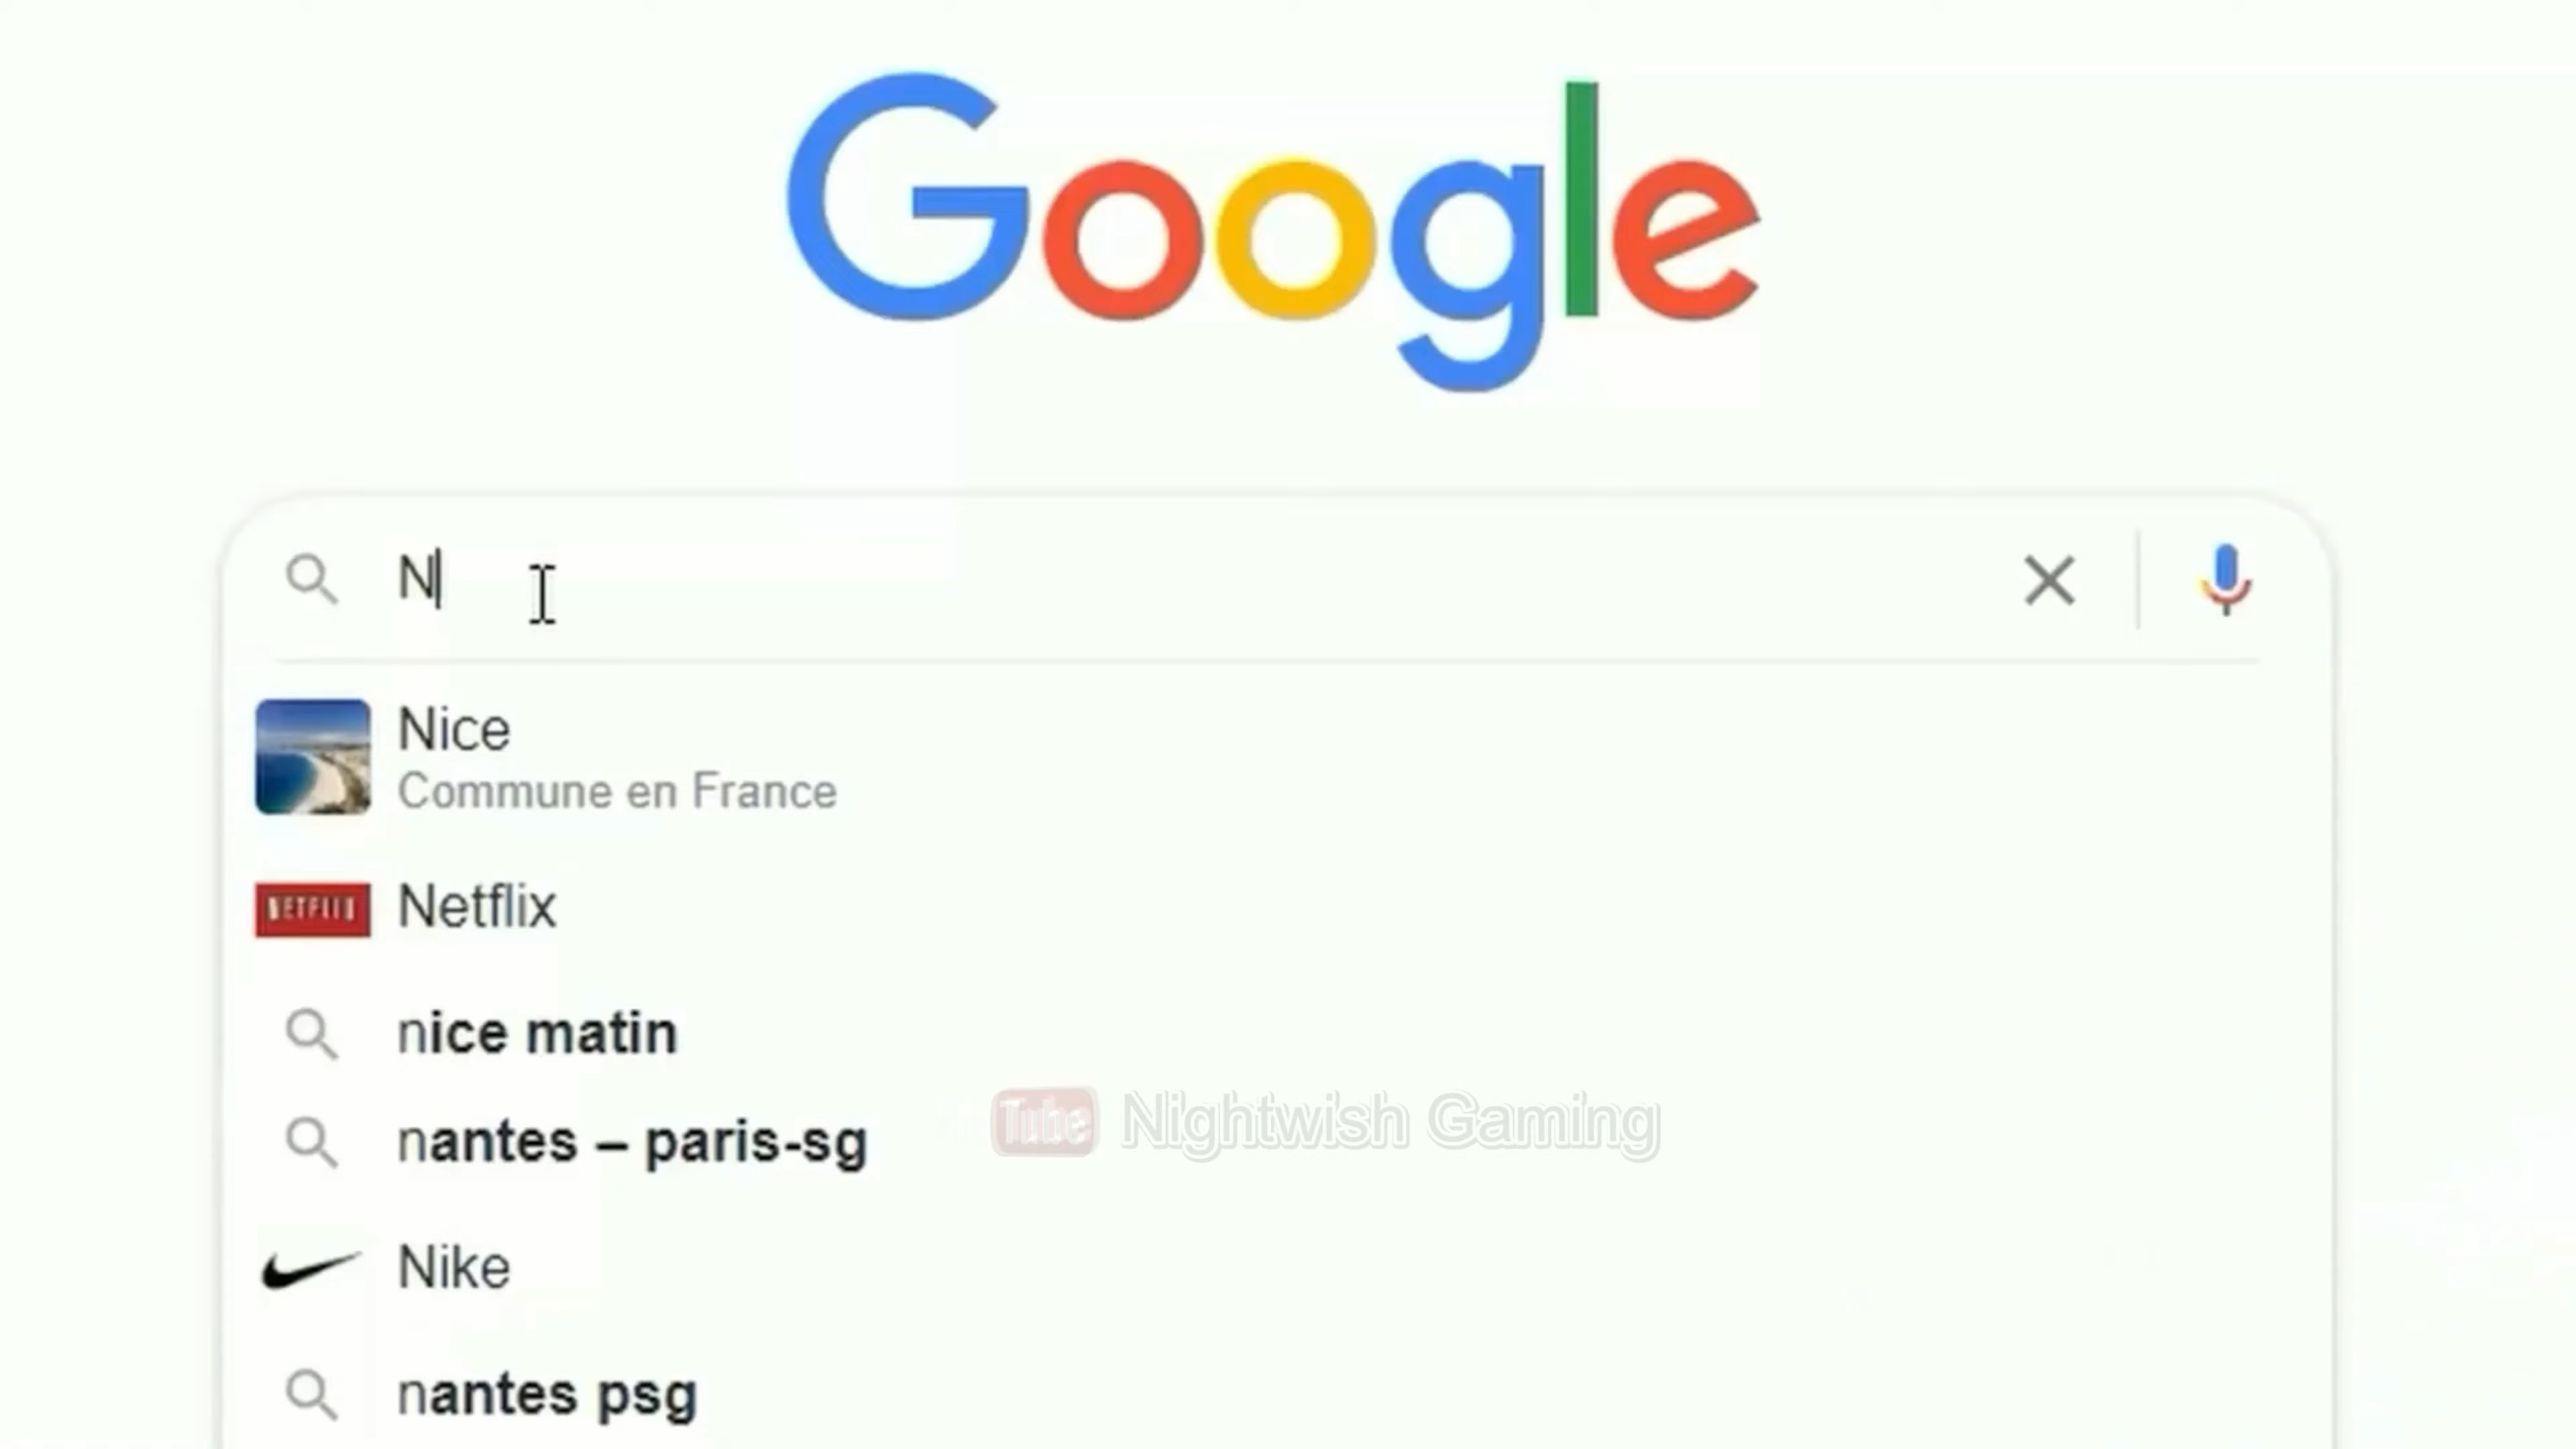 Google
N
Nice
Commune en France
NETFLIX
Netflix
nice matin
nantes – paris-sg
Tube Nightwish Gaming
Nike
nantes psg